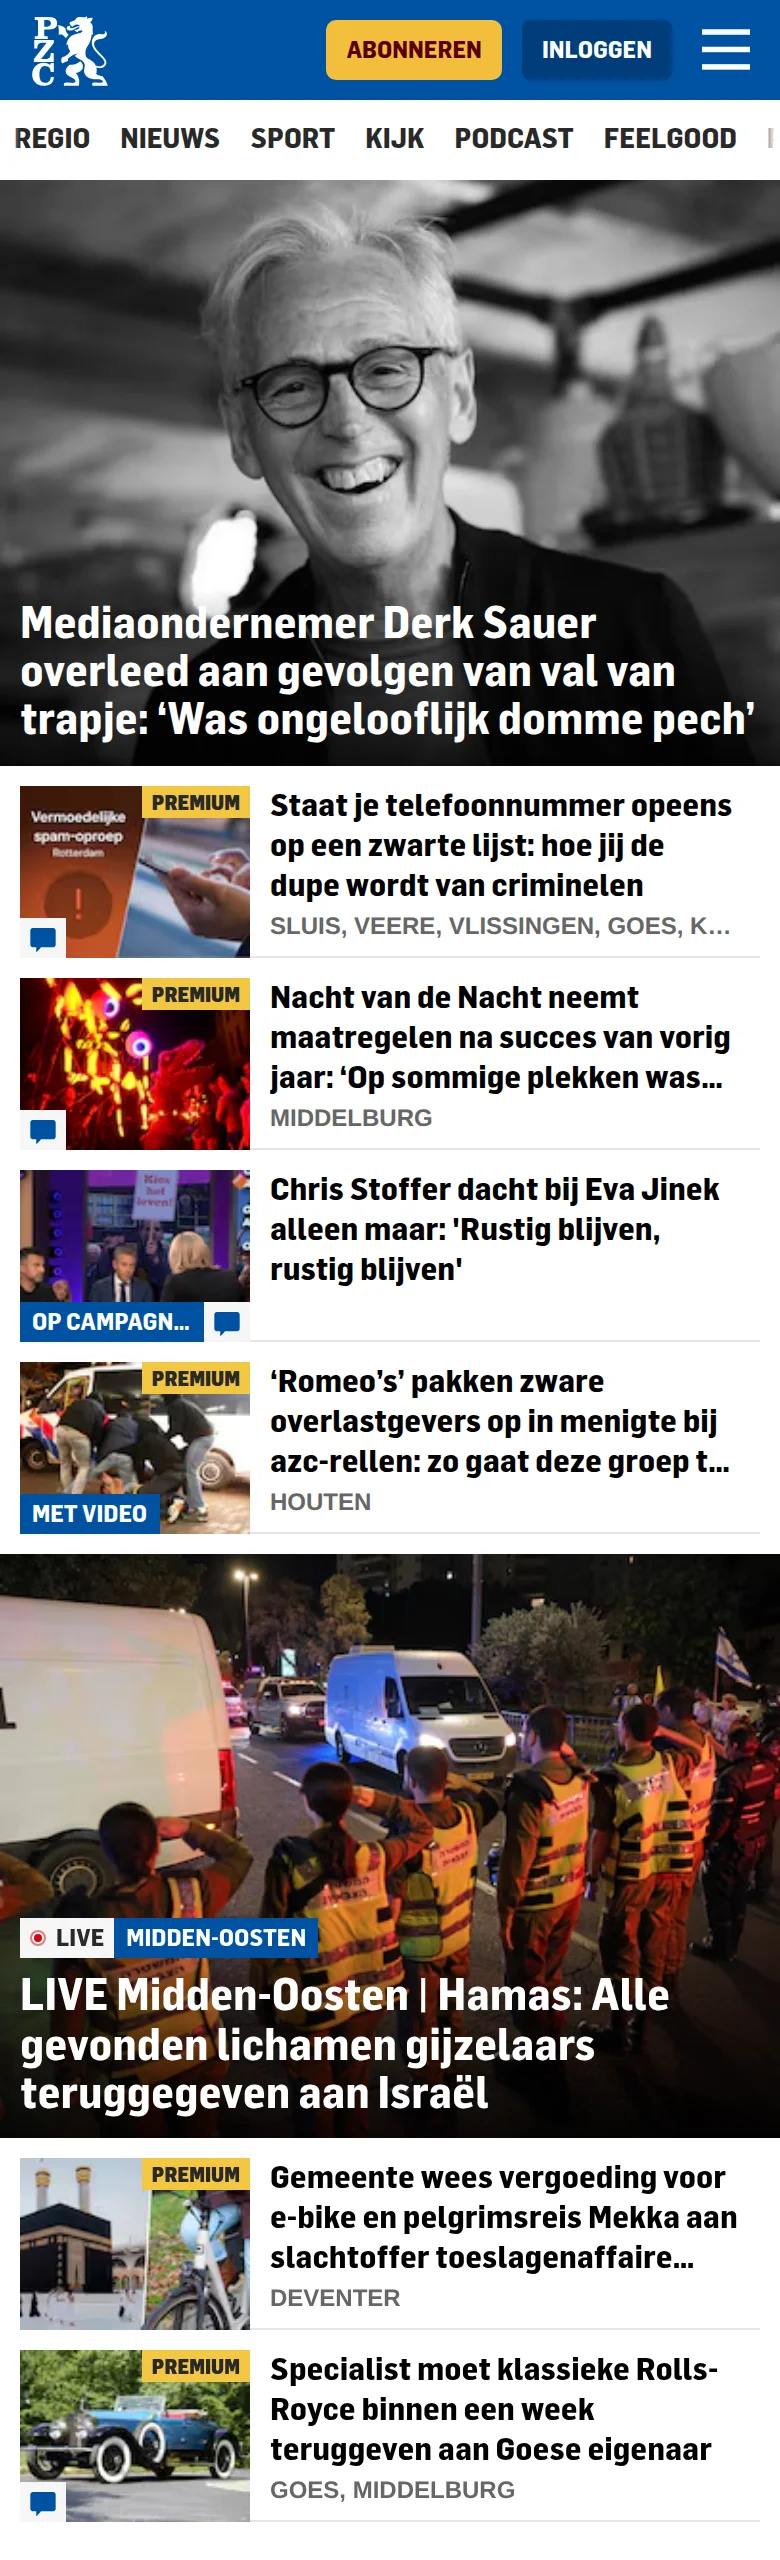 PZC
ABONNEREN
INLOGGEN
REGIO NIEUWS SPORT KIJK PODCAST FEELGOOD
Mediaondernemer Derk Sauer
overleed aan gevolgen van val van
trapje: ‘Was ongelooflijk domme pech’
Vermoedelijke
spam-oproep
Rotterdam
PREMIUM
Staat je telefoonnummer opeens
op een zwarte lijst: hoe jij de
dupe wordt van criminelen
SLUIS, VEERE, VLISSINGEN, GOES, K…
PREMIUM
Nacht van de Nacht neemt
maatregelen na succes van vorig
jaar: ‘Op sommige plekken was…
MIDDELBURG
Kies
het
leven!
OP CAMPAGN…
Chris Stoffer dacht bij Eva Jinek
alleen maar: 'Rustig blijven,
rustig blijven'
PREMIUM
MET VIDEO
‘Romeo’s’ pakken zware
overlastgevers op in menigte bij
azc-rellen: zo gaat deze groep t…
HOUTEN
LIVE MIDDEN-OOSTEN
LIVE Midden-Oosten | Hamas: Alle
gevonden lichamen gijzelaars
teruggegeven aan Israël
PREMIUM
Gemeente wees vergoeding voor
e-bike en pelgrimsreis Mekka aan
slachtoffer toeslagenaffaire…
DEVENTER
PREMIUM
Specialist moet klassieke Rolls-
Royce binnen een week
teruggeven aan Goese eigenaar
GOES, MIDDELBURG